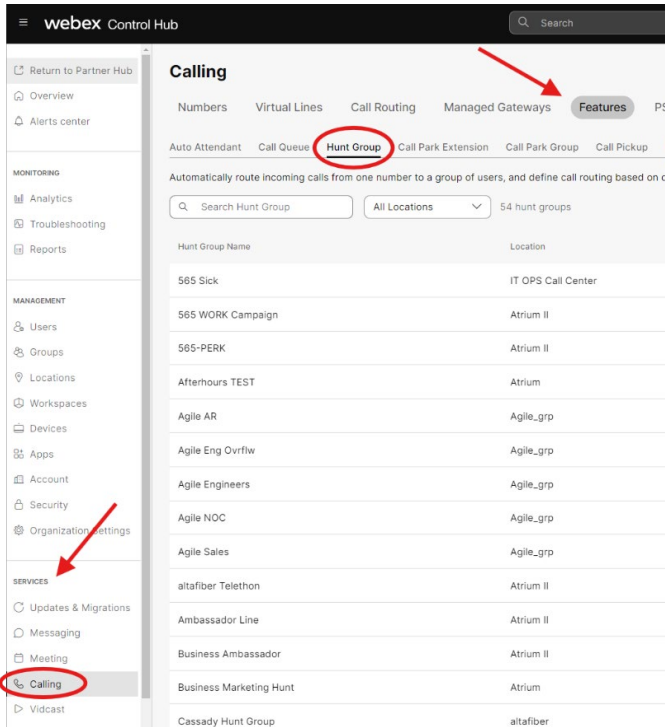 webex Control Hub
Search
Return to Partner Hub
Overview
Alerts center
MONITORING
Analytics
Troubleshooting
Reports
MANAGEMENT
Users
Groups
Locations
Workspaces
Devices
Apps
Account
Security
Organization Settings
SERVICES
Updates & Migrations
Messaging
Meeting
Calling
Vidcast
Calling
Numbers Virtual Lines Call Routing Managed Gateways Features PS
Auto Attendant Call Queue Hunt Group Call Park Extension Call Park Group Call Pickup
Automatically route incoming calls from one number to a group of users, and define call routing based on
Search Hunt Group All Locations 54 hunt groups
Hunt Group Name Location
565 Sick IT OPS Call Center
565 WORK Campaign Atrium II
565-PERK Atrium II
Afterhours TEST Atrium
Agile AR Agile_grp
Agile Eng Ovrflw Agile_grp
Agile Engineers Agile_grp
Agile NOC Agile_grp
Agile Sales Agile_grp
altafiber Telethon Atrium II
Ambassador Line Atrium II
Business Ambassador Atrium II
Business Marketing Hunt Atrium
Cassady Hunt Group altafiber